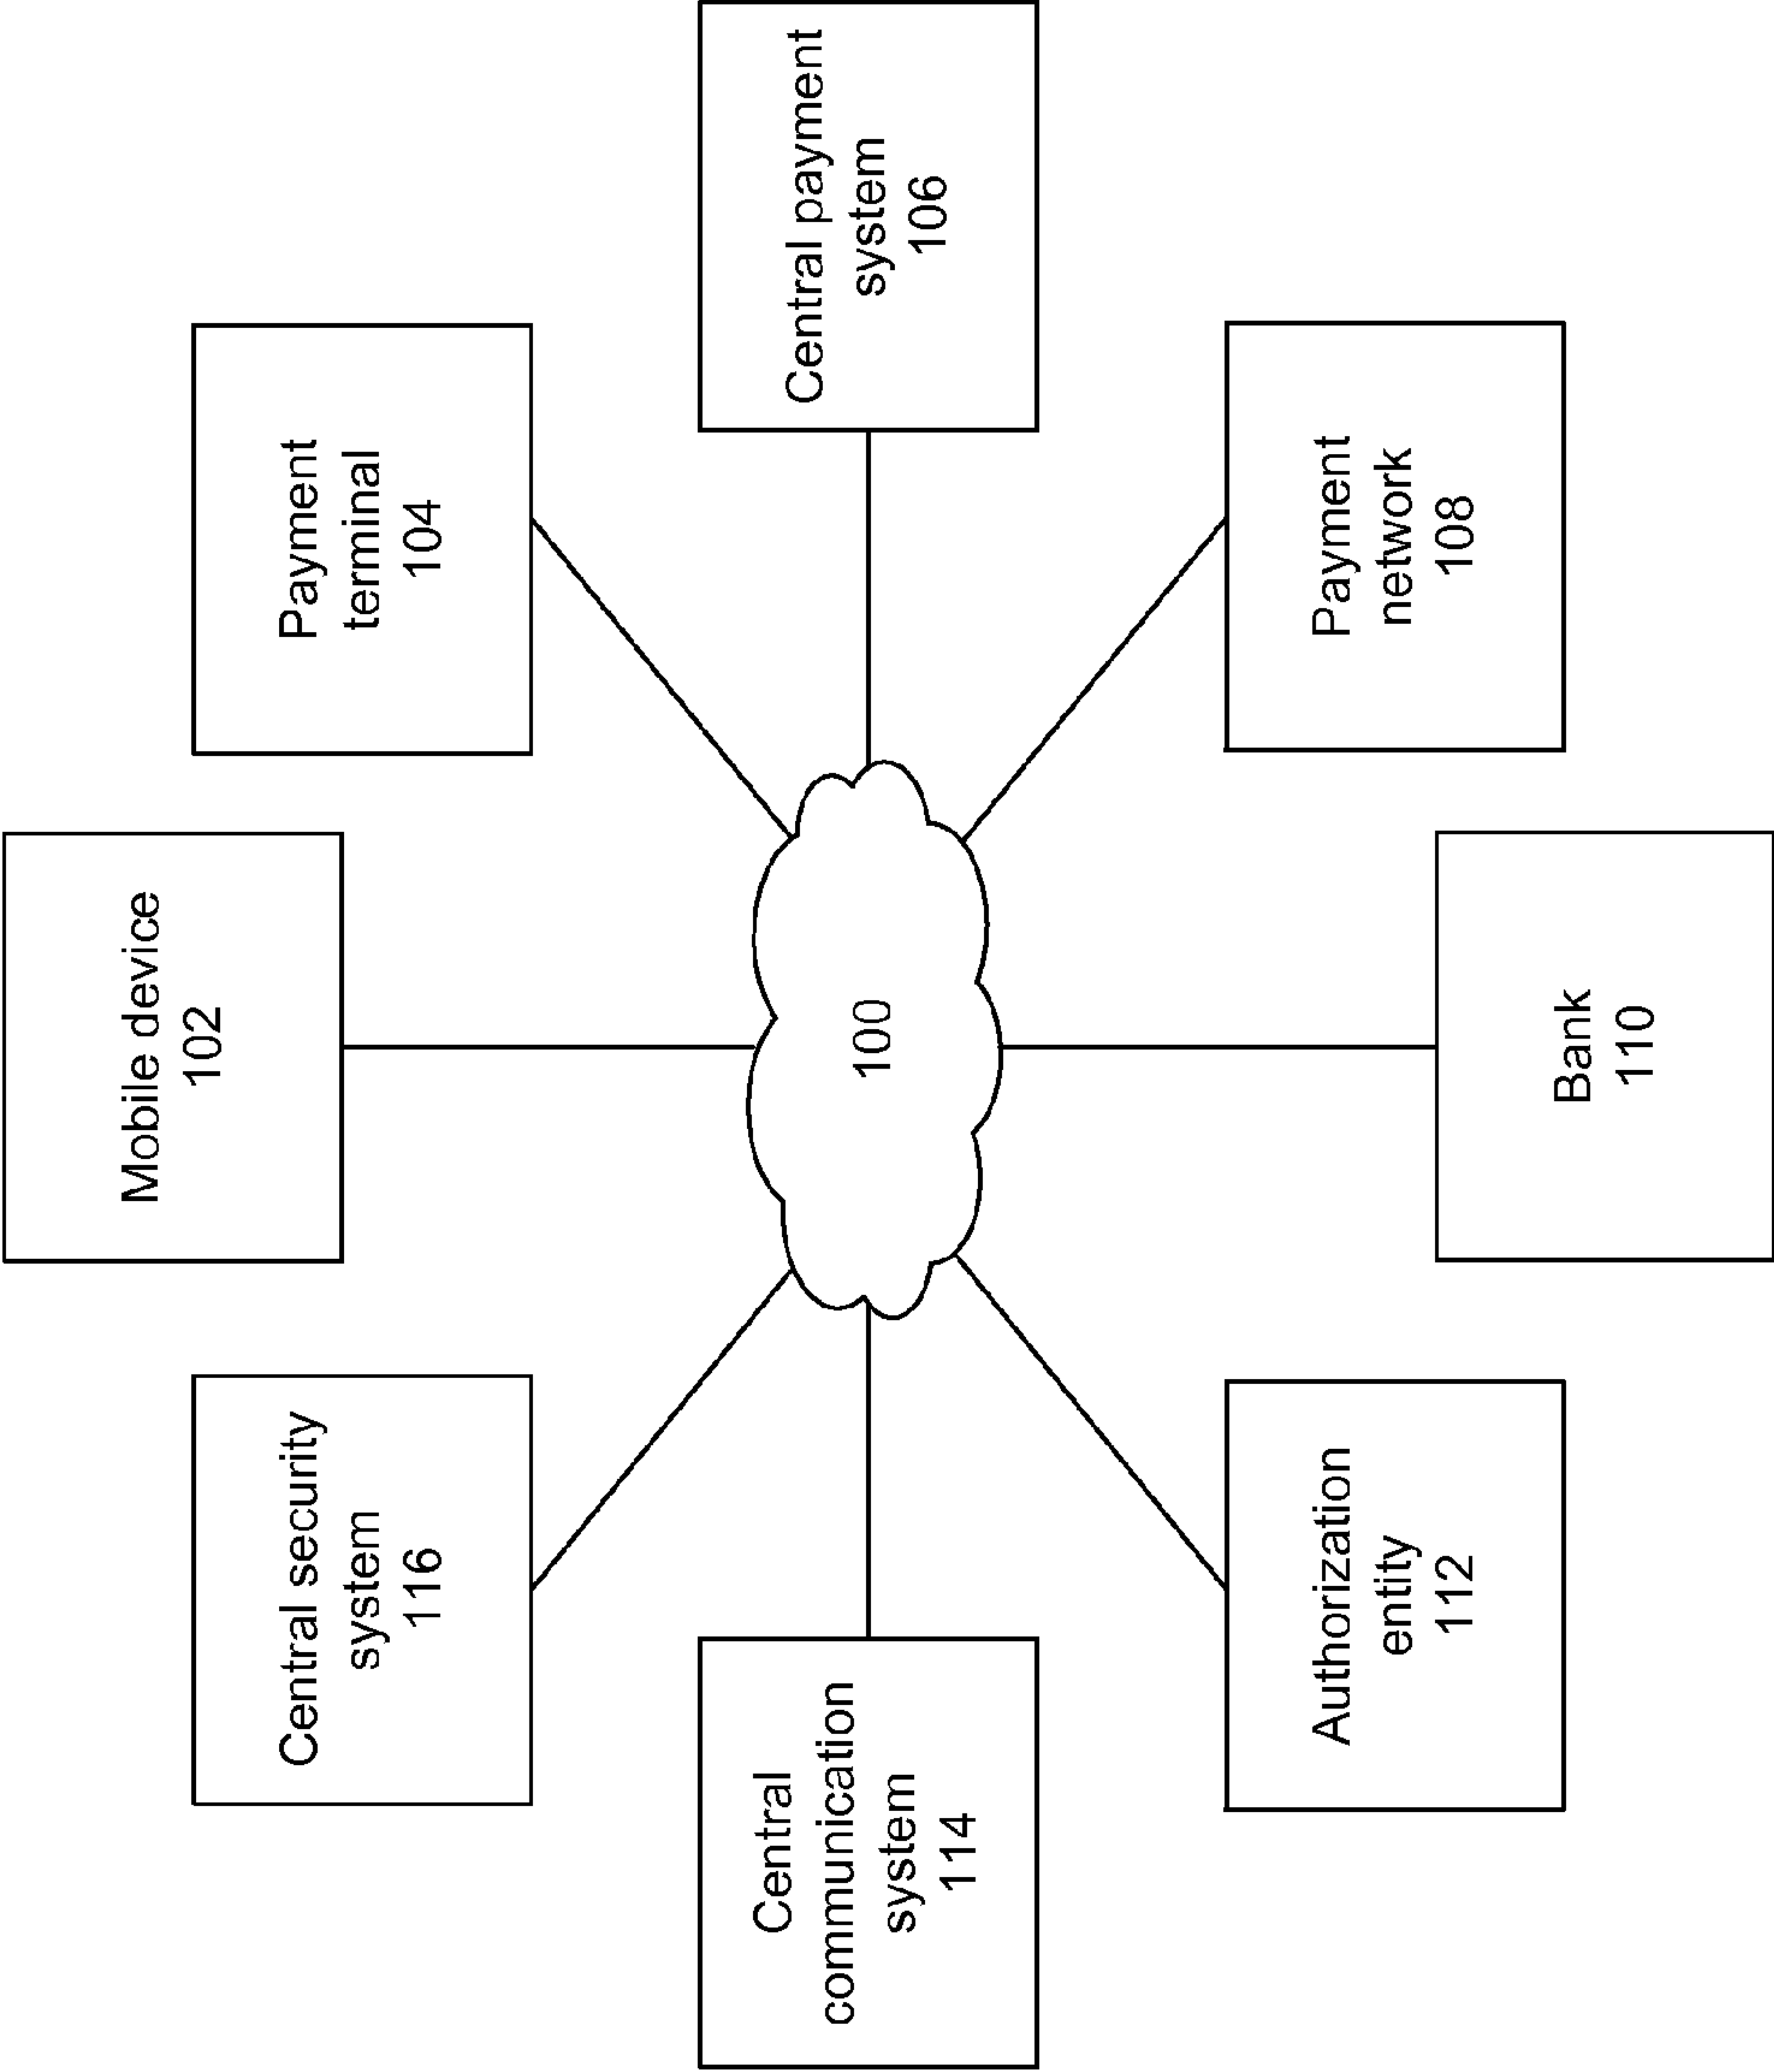 Mobile device
102
Payment
terminal
104
Central payment
system
106
Payment
network
108
Bank
110
Authorization
entity
112
Central
communication
system
114
Central security
system
116
100